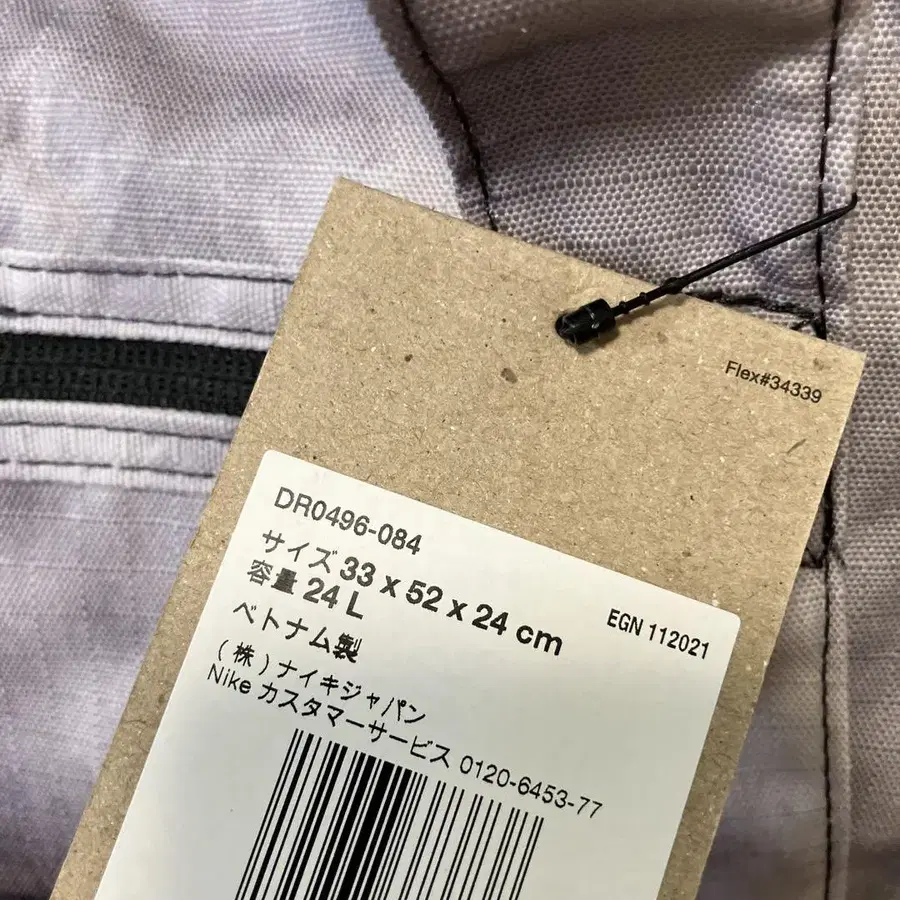 Flex#34339
DR0496-084
サイズ 33 x 52 x 24 cm
容量 24 L
EGN 112021
ベトナム製
(株)ナイキジャパン
Nike カスタマーサービス 0120-6453-77